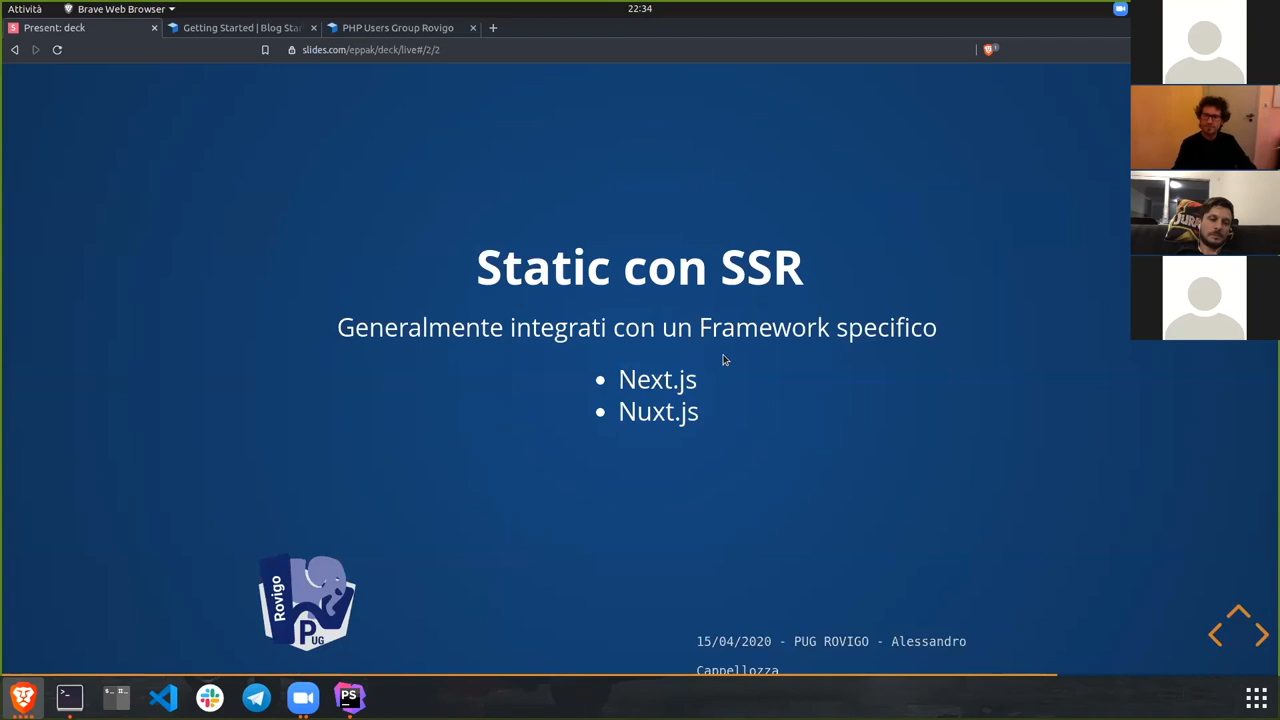 Attività
Brave Web Browser
22:34
Present: deck
Getting Started | Blog Star
PHP Users Group Rovigo
slides.com/eppak/deck/live#/2/2
1
Static con SSR
Generalmente integrati con un Framework specifico
Next.js
Nuxt.js
Rovigo
PUG
15/04/2020 - PUG ROVIGO - Alessandro
Cappellozza
PS